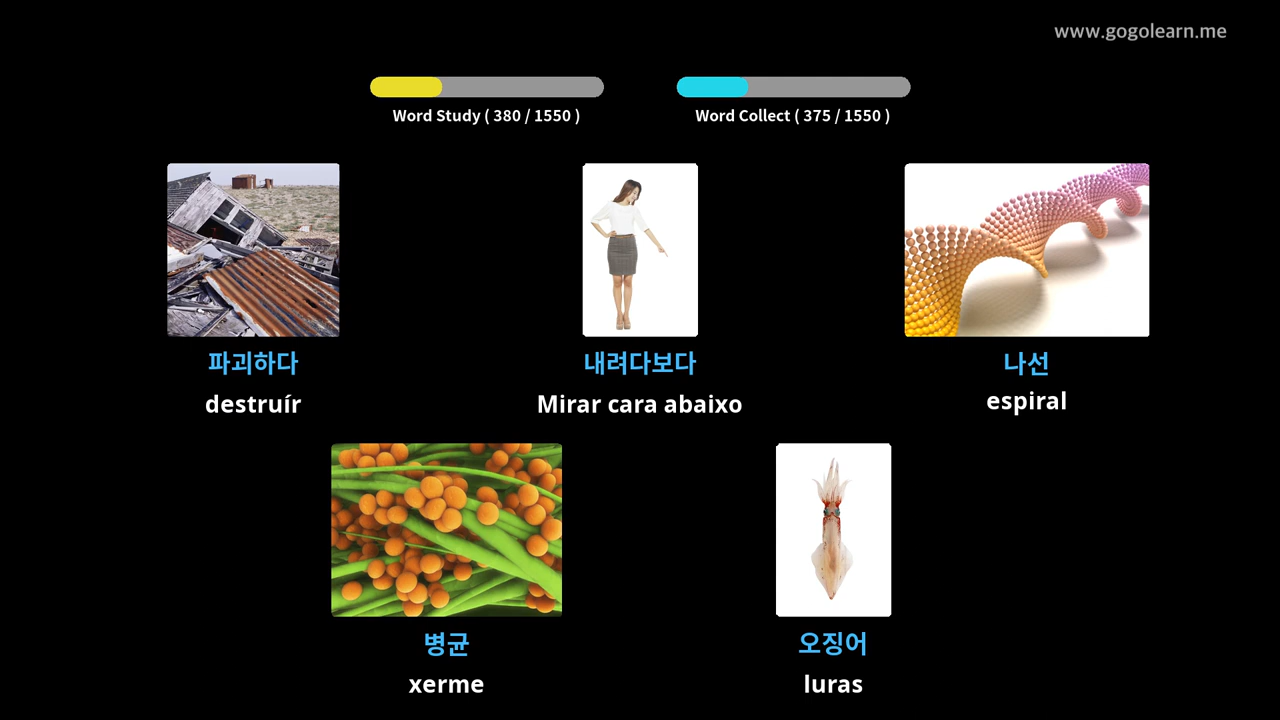 www.gogolearn.me
Word Study ( 380 / 1550 )
Word Collect ( 375 / 1550 )
파괴하다
destruír
내려다보다
Mirar cara abaixo
나선
espiral
병균
xerme
오징어
luras